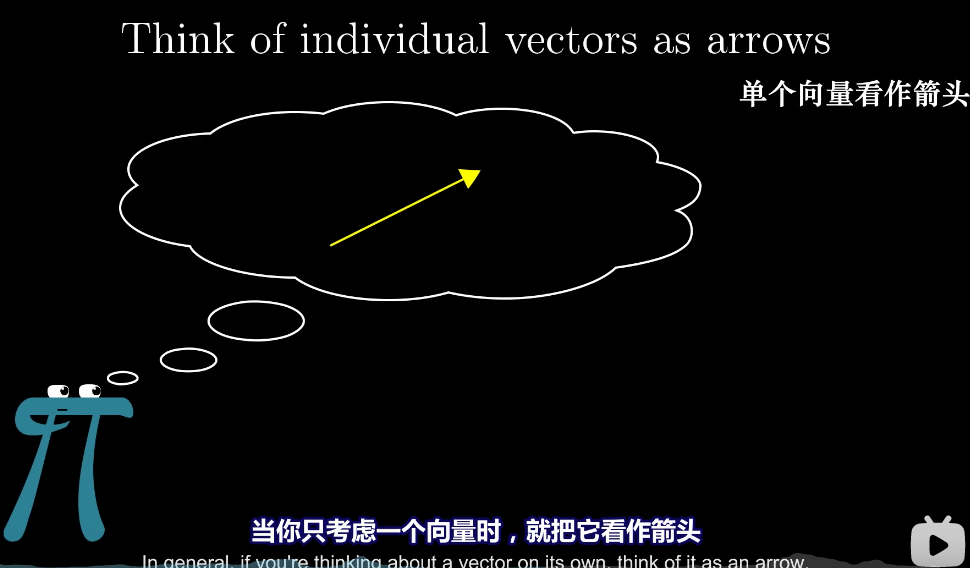 Think of individual vectors as arrows
单个向量看作箭头
当你只考虑一个向量时，就把它看作箭头
In general, if you're thinking about a vector on its own, think of it as an arrow.